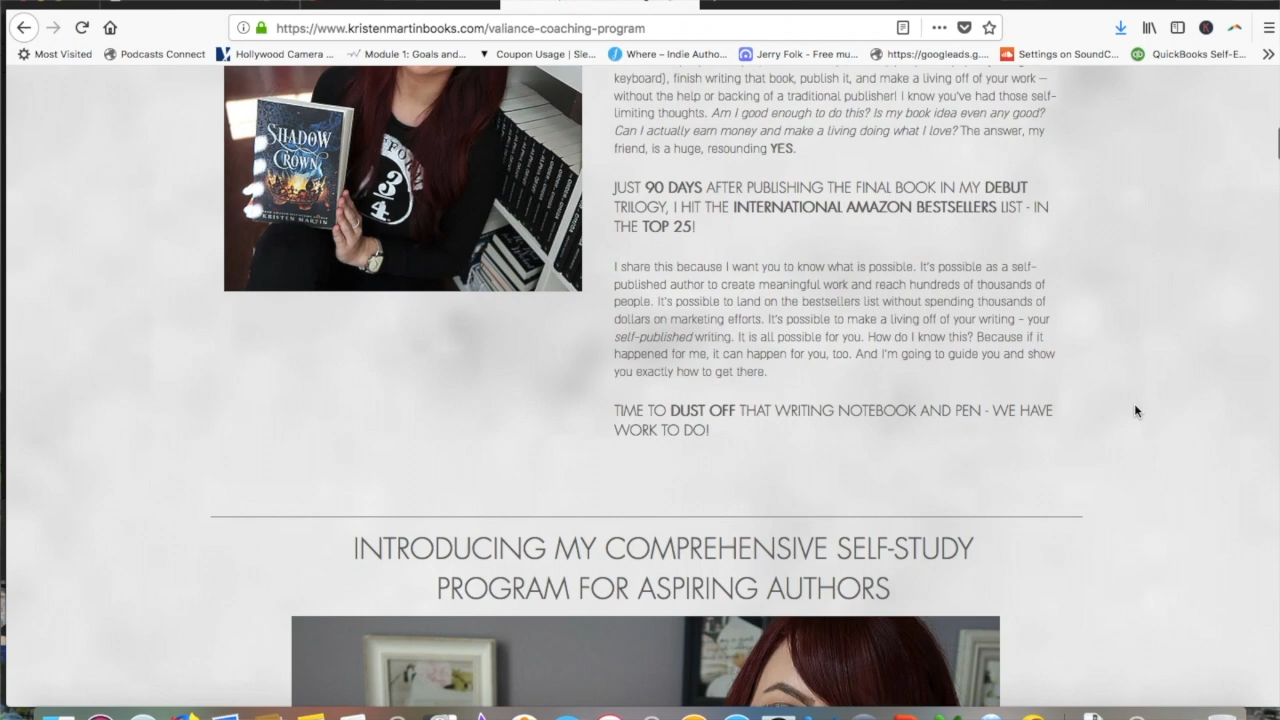 https://www.kristenmartinbooks.com/valiance-coaching-program
Most Visited Podcasts Connect Hollywood Camera ... Module 1: Goals and... Coupon Usage | Sle... Where – Indie Autho... Jerry Folk - Free mu... https://googleads.g.... Settings on SoundC... QuickBooks Self-E...
keyboard), finish writing that book, publish it, and make a living off of your work —
without the help or backing of a traditional publisher! I know you've had those self-
limiting thoughts. Am I good enough to do this? Is my book idea even any good?
Can I actually earn money and make a living doing what I love? The answer, my
friend, is a huge, resounding YES.
JUST 90 DAYS AFTER PUBLISHING THE FINAL BOOK IN MY DEBUT
TRILOGY, I HIT THE INTERNATIONAL AMAZON BESTSELLERS LIST - IN
THE TOP 25!
I share this because I want you to know what is possible. It's possible as a self-
published author to create meaningful work and reach hundreds of thousands of
people. It's possible to land on the bestsellers list without spending thousands of
dollars on marketing efforts. It's possible to make a living off of your writing – your
self-published writing. It is all possible for you. How do I know this? Because if it
happened for me, it can happen for you, too. And I'm going to guide you and show
you exactly how to get there.
TIME TO DUST OFF THAT WRITING NOTEBOOK AND PEN - WE HAVE
WORK TO DO!
SHADOW
CROWN
KRISTEN MARTIN
9 3/4
INTRODUCING MY COMPREHENSIVE SELF-STUDY
PROGRAM FOR ASPIRING AUTHORS